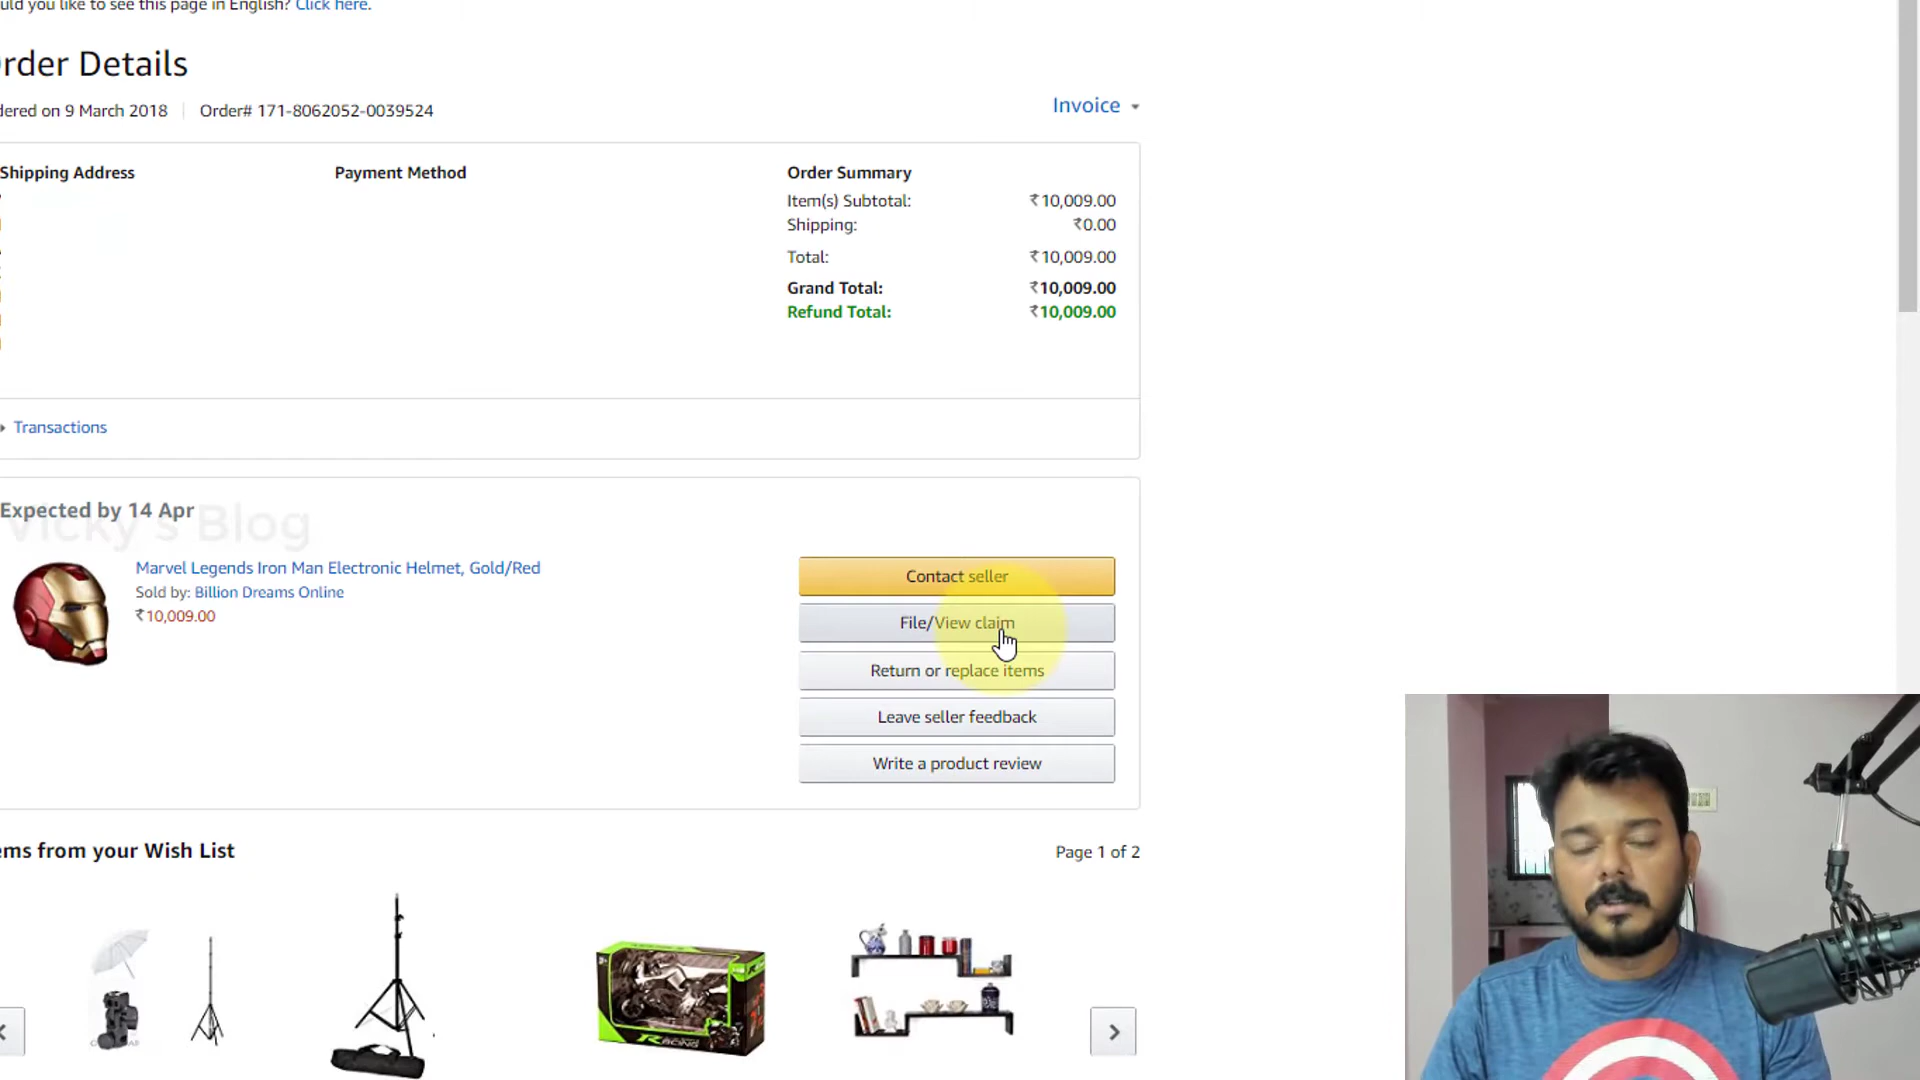 uld you like to see this page in English? Click here.
rder Details
dered on 9 March 2018 Order# 171-8062052-0039524
Invoice
Shipping Address
Payment Method
Order Summary
Item(s) Subtotal: ₹10,009.00
Shipping: ₹0.00
Total: ₹10,009.00
Grand Total: ₹10,009.00
Refund Total: ₹10,009.00
Transactions
Expected by 14 Apr
Vicky's Blog
Marvel Legends Iron Man Electronic Helmet, Gold/Red
Sold by: Billion Dreams Online
₹10,009.00
Contact seller
File/View claim
Return or replace items
Leave seller feedback
Write a product review
ems from your Wish List
Page 1 of 2